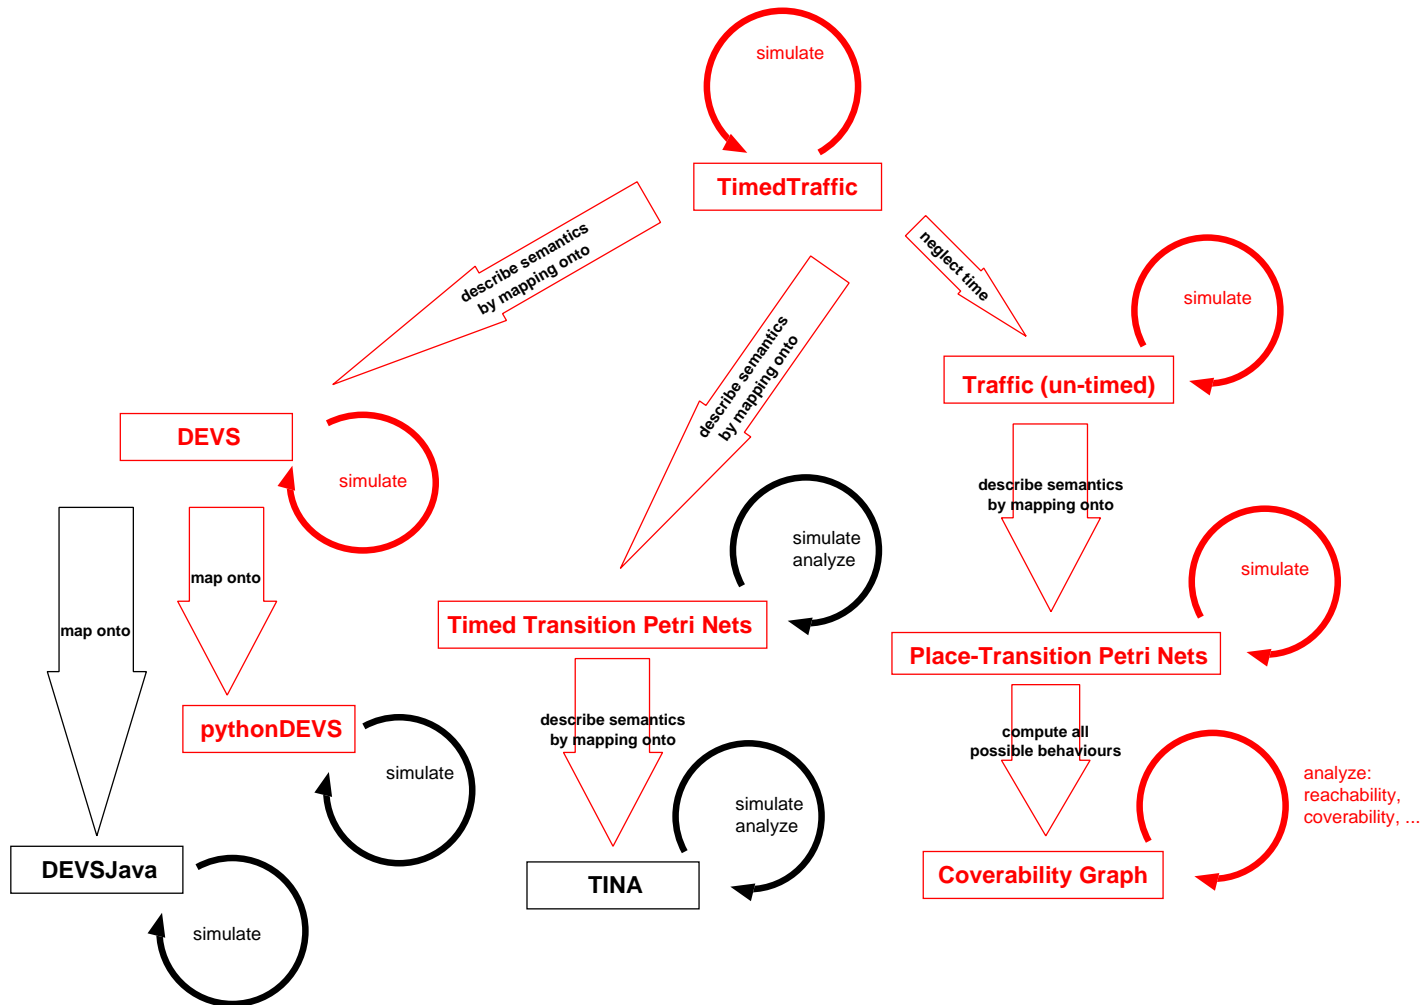 simulate
TimedTraffic
describe semantics
by mapping onto
neglect time
describe semantics
by mapping onto
simulate
Traffic (un-timed)
DEVS
simulate
describe semantics
by mapping onto
simulate
analyze
simulate
map onto
map onto
Timed Transition Petri Nets
Place-Transition Petri Nets
pythonDEVS
simulate
describe semantics
by mapping onto
compute all
possible behaviours
simulate
analyze
analyze:
reachability,
coverability, ...
DEVSJava
TINA
Coverability Graph
simulate